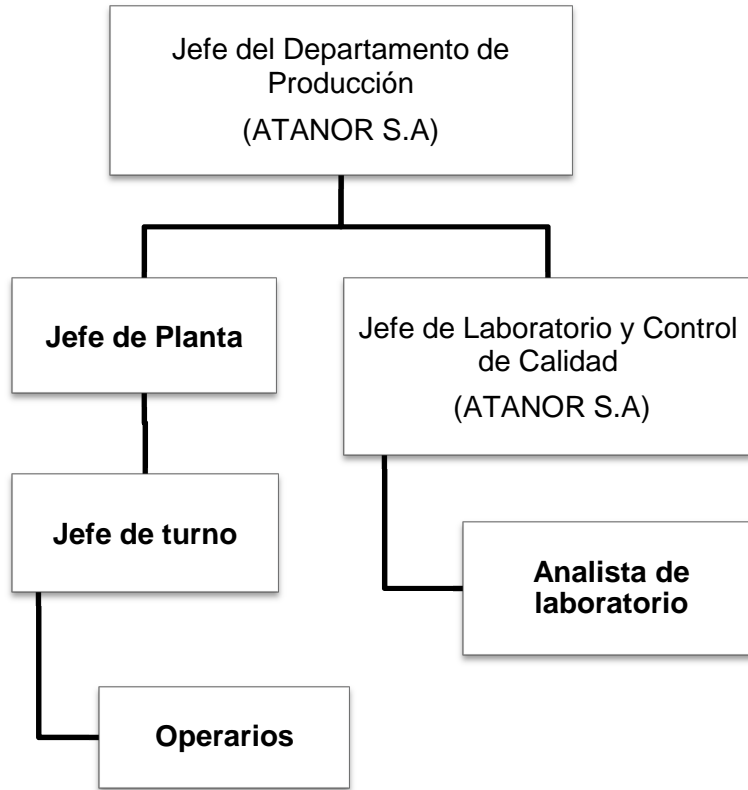 Jefe del Departamento de
Producción
(ATANOR S.A)
Jefe de Planta
Jefe de Laboratorio y Control
de Calidad
(ATANOR S.A)
Jefe de turno
Analista de
laboratorio
Operarios